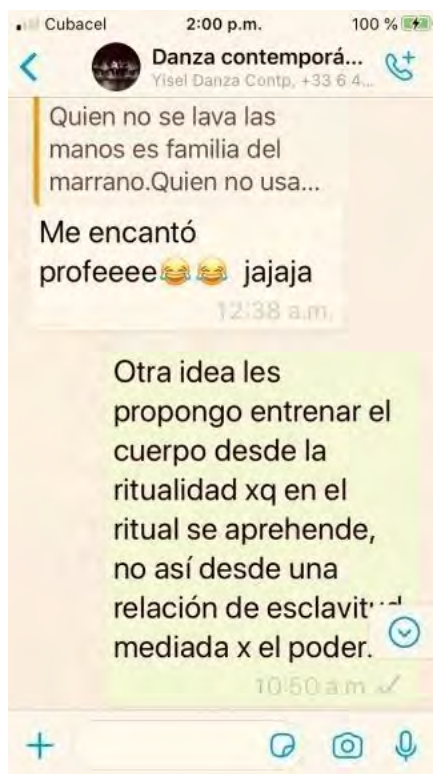 Cubacel 2:00 p.m. 100 %
Danza contemporá...
Yisel Danza Contp, +33 6 4...
Quien no se lava las
manos es familia del
marrano.Quien no usa...
Me encantó
profeeee😂😂 jajaja
12:38 a.m.
Otra idea les
propongo entrenar el
cuerpo desde la
ritualidad xq en el
ritual se aprehende,
no así desde una
relación de
mediada x el poder.
10:50 a.m.